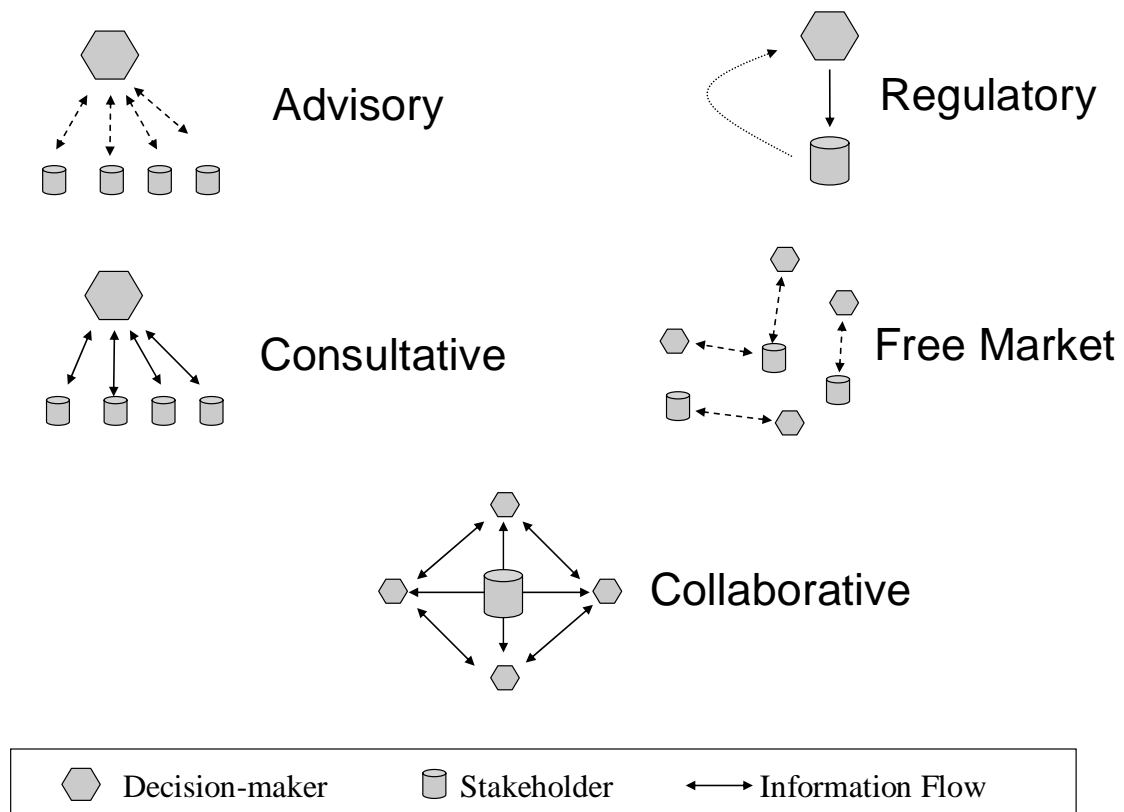 Advisory
Regulatory
Consultative
Free Market
Collaborative
Decision-maker
Stakeholder
Information Flow